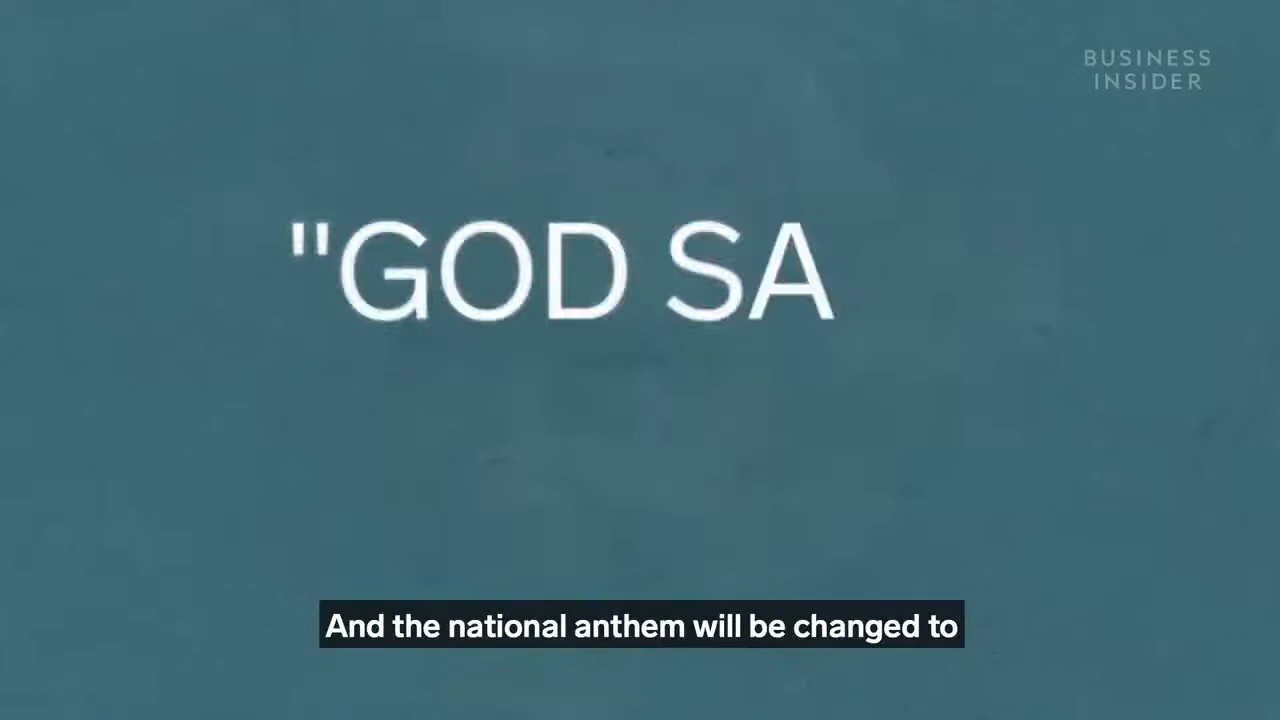 BUSINESS
INSIDER
"GOD SA
And the national anthem will be changed to